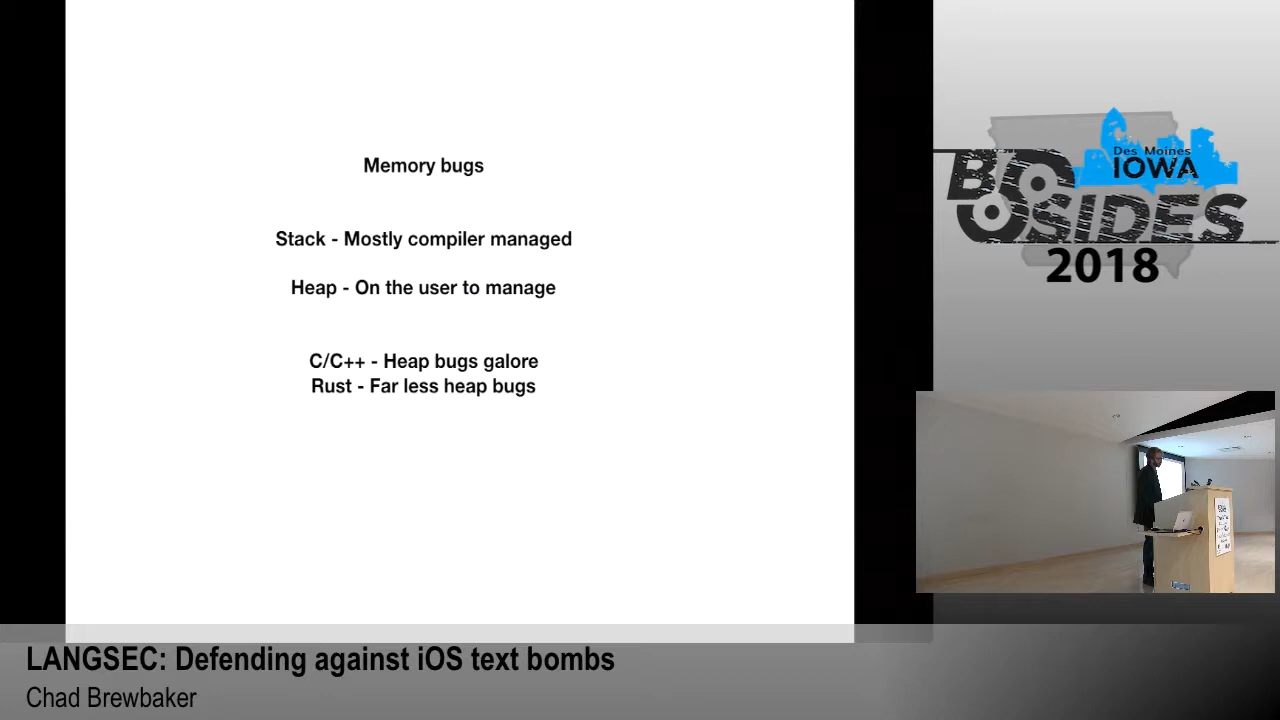 Memory bugs
Stack - Mostly compiler managed
Heap - On the user to manage
C/C++ - Heap bugs galore
Rust - Far less heap bugs
Des Moines
IOWA
BSIDES
2018
LANGSEC: Defending against iOS text bombs
Chad Brewbaker